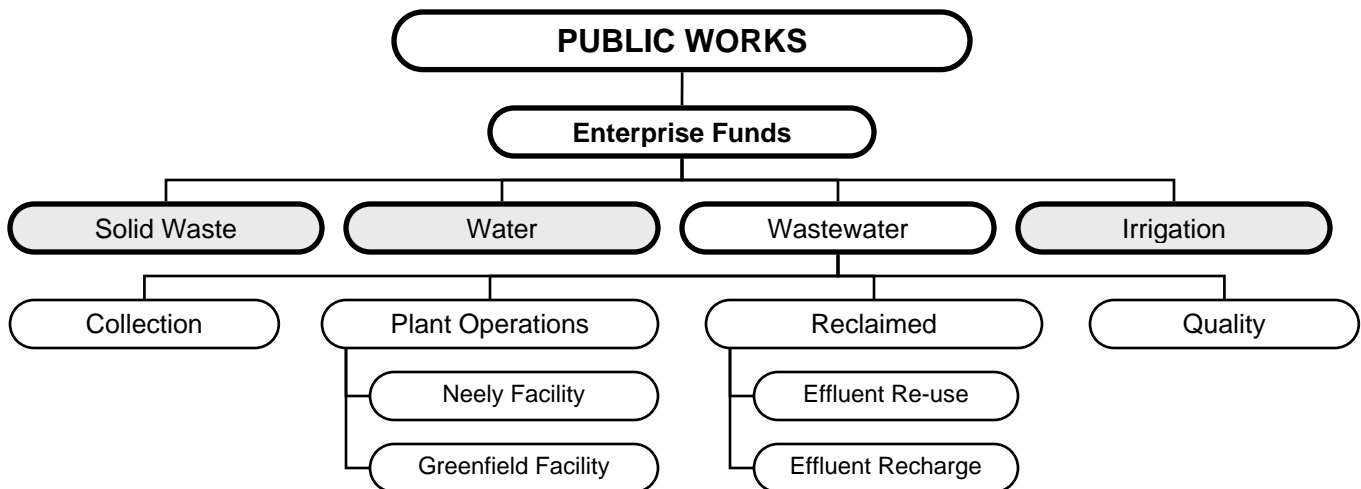 PUBLIC WORKS
Enterprise Funds
Solid Waste
Water
Wastewater
Irrigation
Collection
Plant Operations
Reclaimed
Quality
Neely Facility
Effluent Re-use
Greenfield Facility
Effluent Recharge